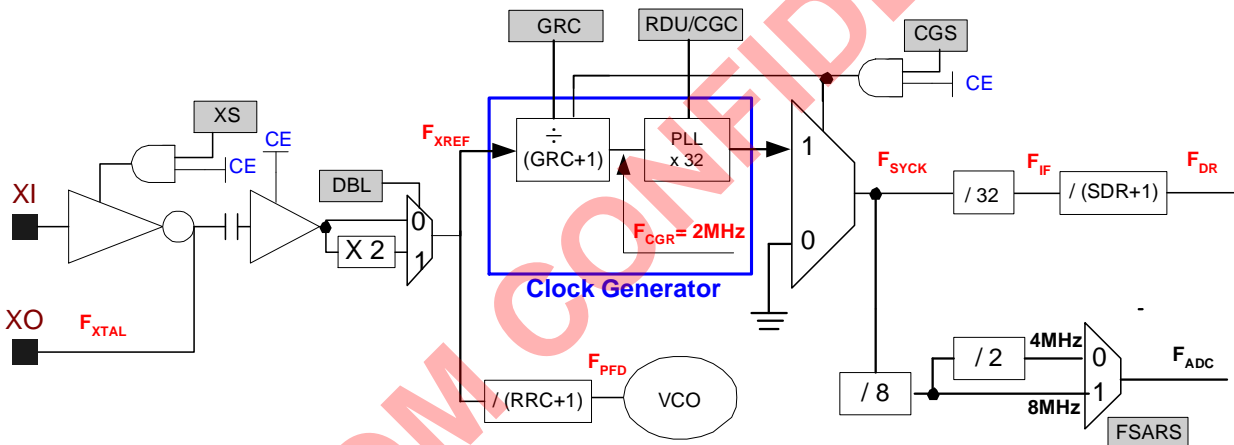 GRC
RDU/CGC
CGS
CE
XS
CE
CE
XI
F_XREF
DBL
÷
(GRC+1)
PLL
x 32
1
0
F_CGR= 2MHz
Clock Generator
F_SYCK
/ 32
F_IF
/ (SDR+1)
F_DR
0
X 2
1
XO
F_XTAL
/ (RRC+1)
F_PFD
VCO
/ 8
/ 2
4MHz
8MHz
0
1
F_ADC
FSARS
-
OM CONFIDE